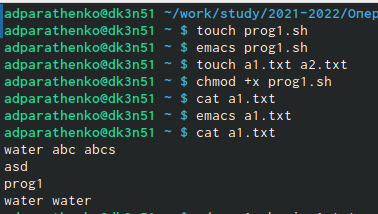 adparathenko@dk3n51 ~/work/study/2021-2022/Опер
adparathenko@dk3n51 ~ $ touch prog1.sh
adparathenko@dk3n51 ~ $ emacs prog1.sh
adparathenko@dk3n51 ~ $ touch a1.txt a2.txt
adparathenko@dk3n51 ~ $ chmod +x prog1.sh
adparathenko@dk3n51 ~ $ cat a1.txt
adparathenko@dk3n51 ~ $ emacs a1.txt
adparathenko@dk3n51 ~ $ cat a1.txt
water abc abcs
asd
prog1
water water